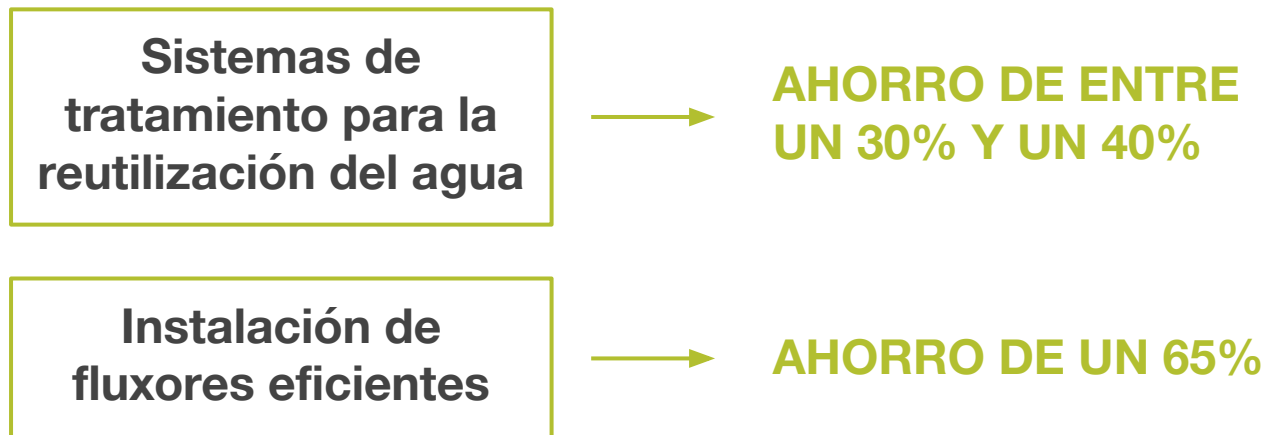 Sistemas de
tratamiento para la
reutilización del agua
AHORRO DE ENTRE
UN 30% Y UN 40%
Instalación de
fluxores eficientes
AHORRO DE UN 65%